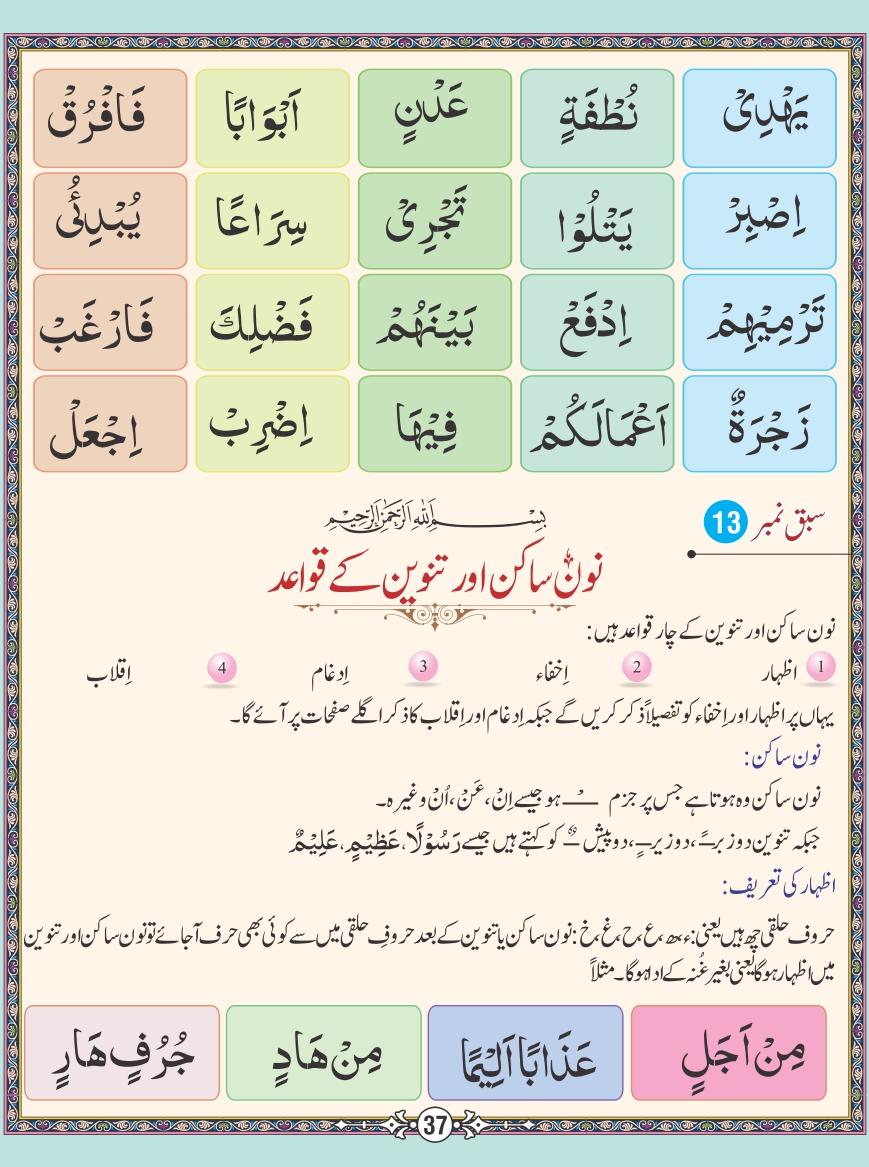 یَهْدِیْ نُطْفَةٍ عَدْنٍ اَبْوَابًا فَافْرُقْ
اِصْبِرْ یَتْلُوْا تَجْرِیْ سِرَاعًا یُبْدِئُ
تَرْمِیْهِمْ اِدْفَعْ بَیْنَهُمْ فَضْلِكَ فَارْغَبْ
زَجْرَةٌ اَعْمَالَكُمْ فِیْهَا اِضْرِبْ اِجْعَلْ
سبق نمبر 13
بِسْمِ اللّٰهِ الرَّحْمٰنِ الرَّحِیْمِ
نون ساکن اور تنوین کے قواعد
نون ساکن اور تنوین کے چار قواعد ہیں:
1 اظہار 2 اِخفاء 3 اِدغام 4 اِقلاب
یہاں پر اظہار اور اِخفاء کو تفصیلاً ذکر کریں گے جبکہ اِدغام اور اِقلاب کا ذکر اگلے صفحات پر آئے گا۔
نون ساکن:
نون ساکن وہ ہوتا ہے جس پر جزم ـْـ ہو جیسے اِنْ، عَنْ، اُنْ وغیرہ۔
جبکہ تنوین دو زبر ـً، دو زیر ـٍ، دو پیش ـٌ کو کہتے ہیں جیسے رَسُوْلًا، عَظِیْمٍ، عَلِیْمٌ
اظہار کی تعریف:
حروف حلقی چھ ہیں یعنی: ء، ھ، ع، ح، غ، خ: نون ساکن یا تنوین کے بعد حروفِ حلقی میں سے کوئی بھی حرف آجائے تو نون ساکن اور تنوین
میں اظہار ہوگا یعنی بغیر غُنہ کے ادا ہوگا۔ مثلاً
مِنْ اَجَلٍ عَذَابًا اَلِیْمًا مِنْ هَادٍ جُرُفٍ هَارٍ
37